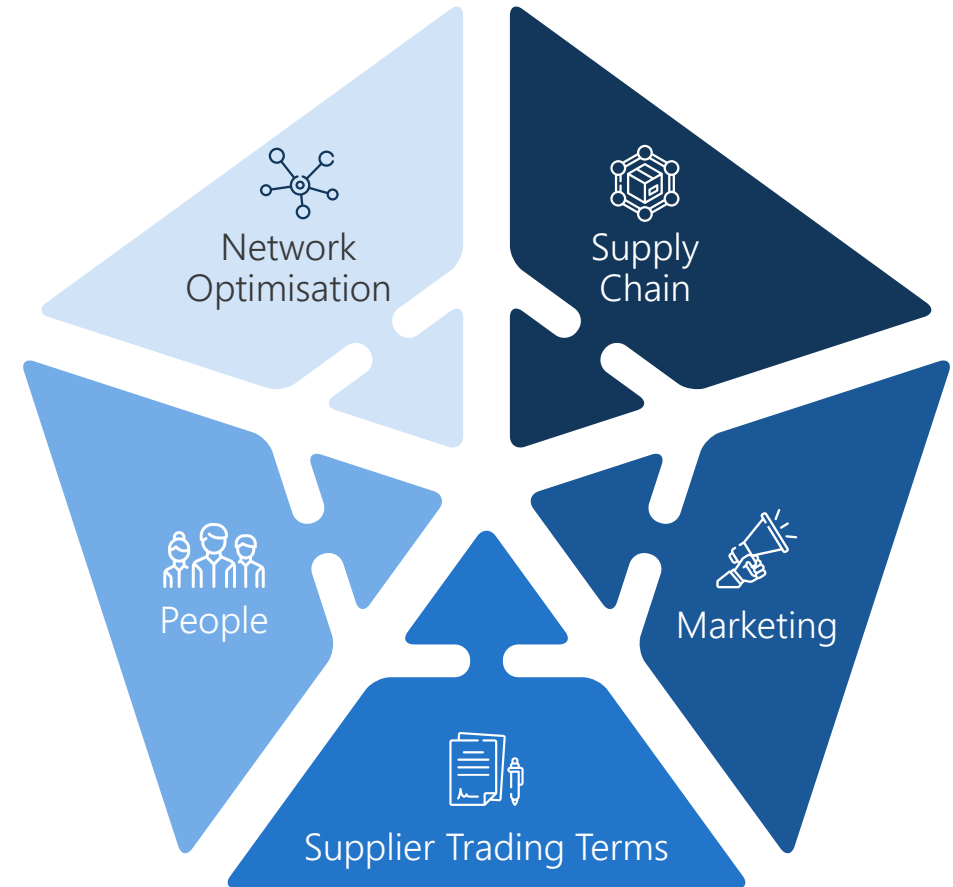 Network
Optimisation
Supply
Chain
People
Marketing
Supplier Trading Terms